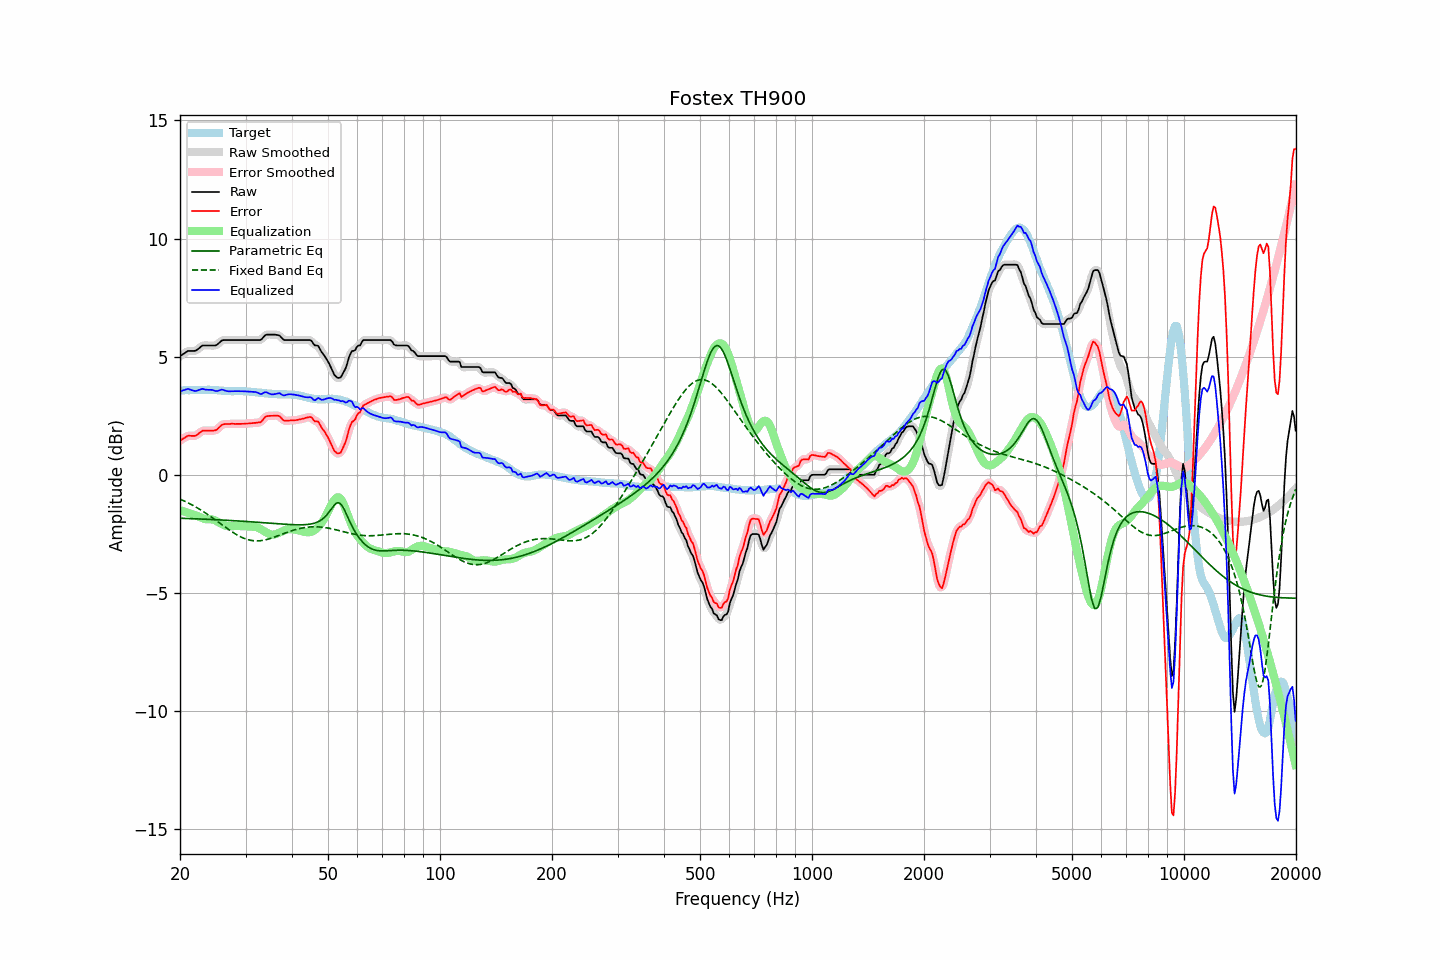 Fostex TH900
Target
Raw Smoothed
Error Smoothed
Raw
Error
Equalization
Parametric Eq
Fixed Band Eq
Equalized
15
10
5
0
−5
−10
−15
Amplitude (dBr)
20 50 100 200 500 1000 2000 5000 10000 20000
Frequency (Hz)